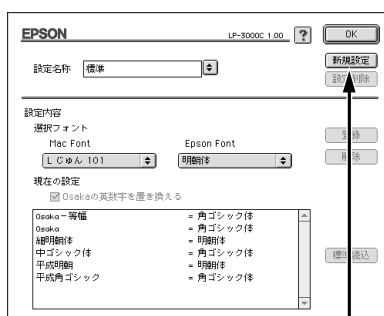 EPSON
LP-3000C 1.00
?
OK
設定名称
標準
新規設定
設定削除
設定内容
選択フォント
Mac Font
Epson Font
登録
L じゅん 101
明朝体
削除
現在の設定
Osakaの英数字を置き換える
Osaka−等幅 = 角ゴシック体
Osaka = 角ゴシック体
細明朝体 = 明朝体
中ゴシック体 = 角ゴシック体
平成明朝 = 明朝体
平成角ゴシック = 角ゴシック体
標準読込